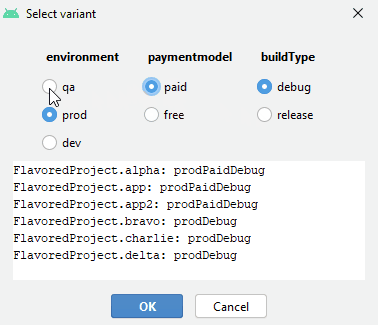 Select variant
environment paymentmodel buildType
qa paid debug
prod free release
dev
FlavoredProject.alpha: prodPaidDebug
FlavoredProject.app: prodPaidDebug
FlavoredProject.app2: prodPaidDebug
FlavoredProject.bravo: prodDebug
FlavoredProject.charlie: prodDebug
FlavoredProject.delta: prodDebug
OK Cancel